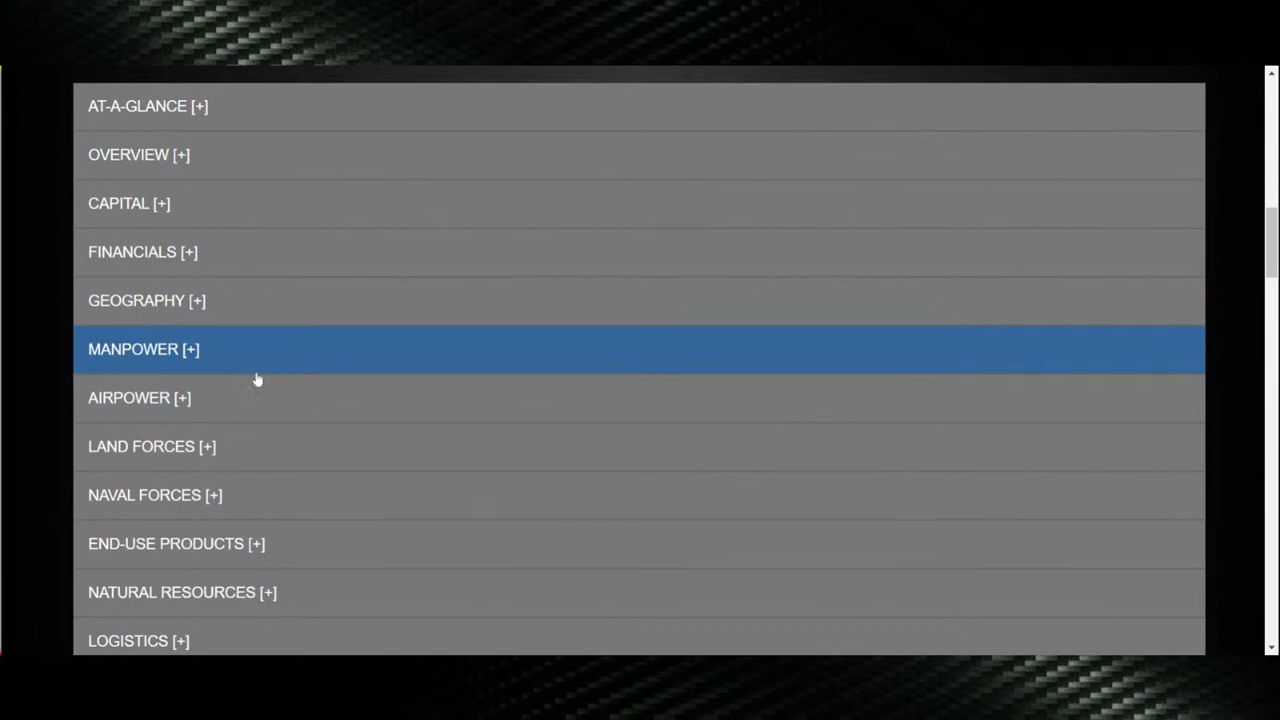 AT-A-GLANCE [+]
OVERVIEW [+]
CAPITAL [+]
FINANCIALS [+]
GEOGRAPHY [+]
MANPOWER [+]
AIRPOWER [+]
LAND FORCES [+]
NAVAL FORCES [+]
END-USE PRODUCTS [+]
NATURAL RESOURCES [+]
LOGISTICS [+]